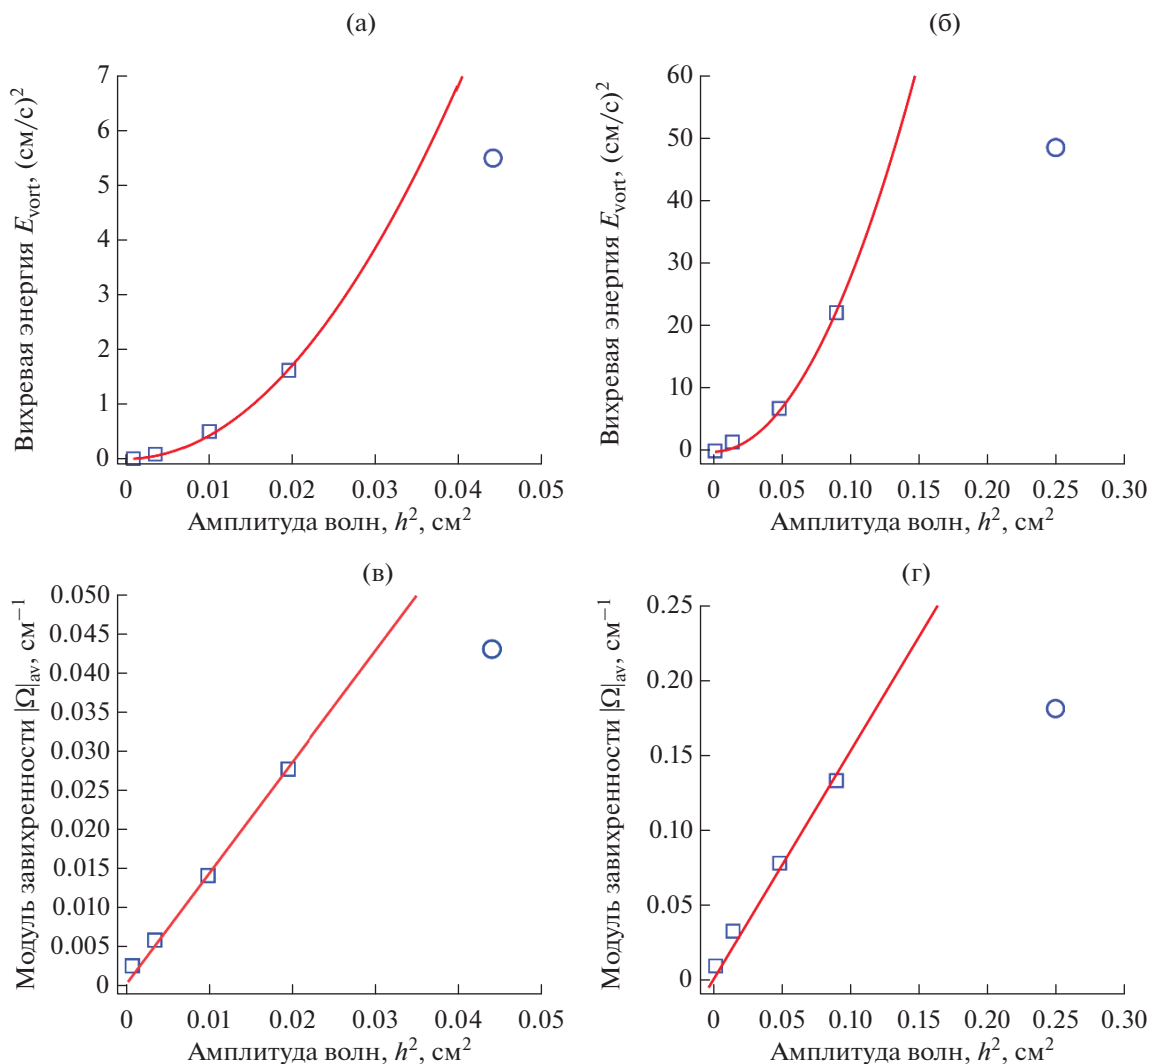 (а)
Вихревая энергия E_vort, (см/с)^2
7
6
5
4
3
2
1
0
0 0.01 0.02 0.03 0.04 0.05
Амплитуда волн, h^2, см^2
(б)
Вихревая энергия E_vort, (см/с)^2
60
50
40
30
20
10
0
0 0.05 0.10 0.15 0.20 0.25 0.30
Амплитуда волн, h^2, см^2
(в)
Модуль завихренности |Ω|_av, см^−1
0.050
0.045
0.040
0.035
0.030
0.025
0.020
0.015
0.010
0.005
0
0 0.01 0.02 0.03 0.04 0.05
Амплитуда волн, h^2, см^2
(г)
Модуль завихренности |Ω|_av, см^−1
0.25
0.20
0.15
0.10
0.05
0
0 0.05 0.10 0.15 0.20 0.25 0.30
Амплитуда волн, h^2, см^2